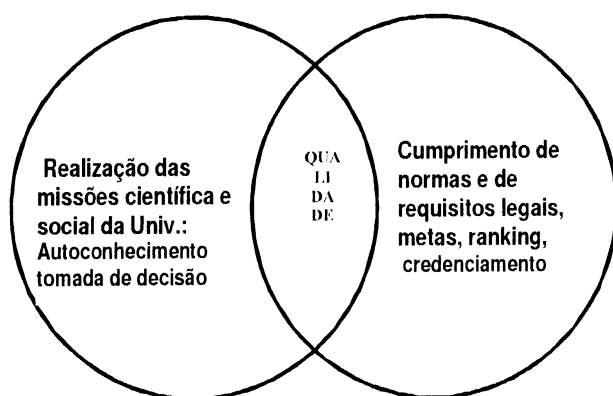 Realização das
missões científica e
social da Univ.:
Autoconhecimento
tomada de decisão
QUA
LI
DA
DE
Cumprimento de
normas e de
requisitos legais,
metas, ranking,
credenciamento